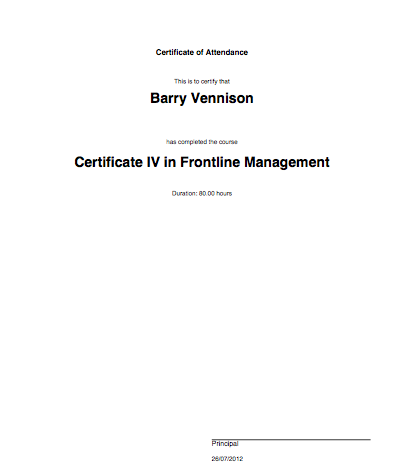 Certificate of Attendance
This is to certify that
Barry Vennison
has completed the course
Certificate IV in Frontline Management
Duration: 80.00 hours
Principal
26/07/2012